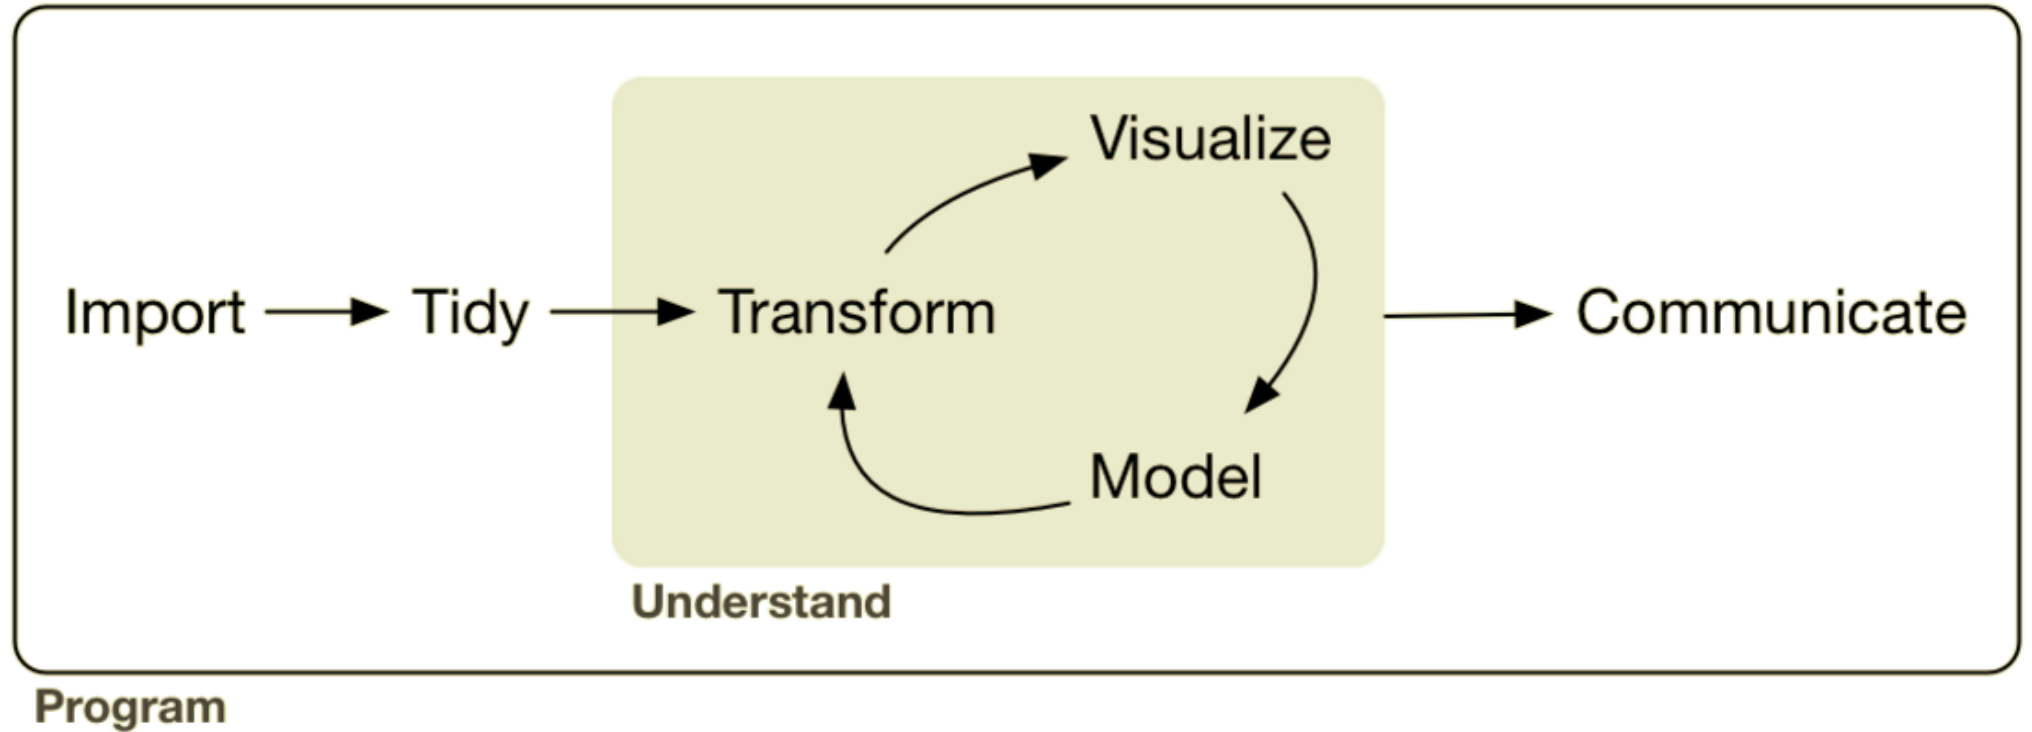 Import
Tidy
Transform
Visualize
Model
Communicate
Understand
Program